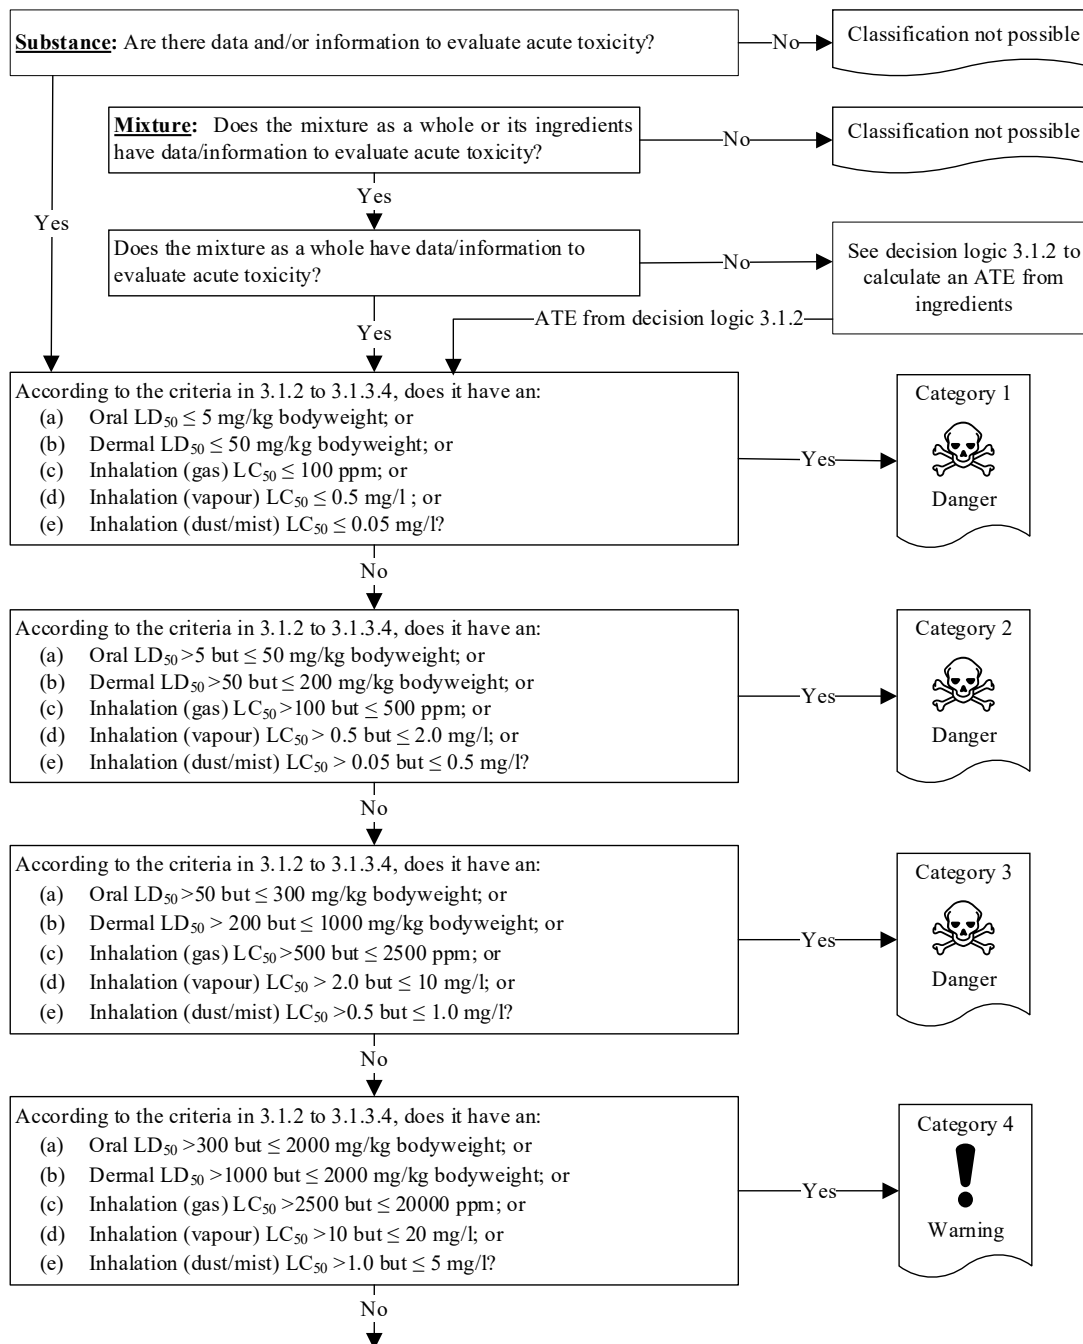 Substance: Are there data and/or information to evaluate acute toxicity?
No
Classification not possible
Mixture: Does the mixture as a whole or its ingredients
have data/information to evaluate acute toxicity?
No
Classification not possible
Yes
Yes
Does the mixture as a whole have data/information to
evaluate acute toxicity?
No
See decision logic 3.1.2 to
calculate an ATE from
ingredients
ATE from decision logic 3.1.2
Yes
According to the criteria in 3.1.2 to 3.1.3.4, does it have an:
(a) Oral LD50 ≤ 5 mg/kg bodyweight; or
(b) Dermal LD50 ≤ 50 mg/kg bodyweight; or
(c) Inhalation (gas) LC50 ≤ 100 ppm; or
(d) Inhalation (vapour) LC50 ≤ 0.5 mg/l ; or
(e) Inhalation (dust/mist) LC50 ≤ 0.05 mg/l?
Yes
Category 1
Danger
No
According to the criteria in 3.1.2 to 3.1.3.4, does it have an:
(a) Oral LD50 >5 but ≤ 50 mg/kg bodyweight; or
(b) Dermal LD50 >50 but ≤ 200 mg/kg bodyweight; or
(c) Inhalation (gas) LC50 >100 but ≤ 500 ppm; or
(d) Inhalation (vapour) LC50 > 0.5 but ≤ 2.0 mg/l; or
(e) Inhalation (dust/mist) LC50 > 0.05 but ≤ 0.5 mg/l?
Yes
Category 2
Danger
No
According to the criteria in 3.1.2 to 3.1.3.4, does it have an:
(a) Oral LD50 >50 but ≤ 300 mg/kg bodyweight; or
(b) Dermal LD50 > 200 but ≤ 1000 mg/kg bodyweight; or
(c) Inhalation (gas) LC50 >500 but ≤ 2500 ppm; or
(d) Inhalation (vapour) LC50 > 2.0 but ≤ 10 mg/l; or
(e) Inhalation (dust/mist) LC50 >0.5 but ≤ 1.0 mg/l?
Yes
Category 3
Danger
No
According to the criteria in 3.1.2 to 3.1.3.4, does it have an:
(a) Oral LD50 >300 but ≤ 2000 mg/kg bodyweight; or
(b) Dermal LD50 >1000 but ≤ 2000 mg/kg bodyweight; or
(c) Inhalation (gas) LC50 >2500 but ≤ 20000 ppm; or
(d) Inhalation (vapour) LC50 >10 but ≤ 20 mg/l; or
(e) Inhalation (dust/mist) LC50 >1.0 but ≤ 5 mg/l?
Yes
Category 4
Warning
No